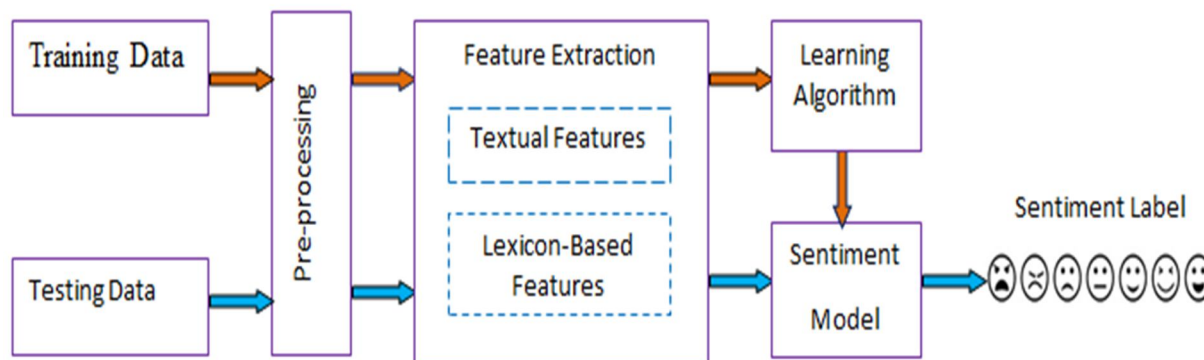 Training Data
Pre-processing
Feature Extraction
Textual Features
Lexicon-Based
Features
Learning
Algorithm
Testing Data
Sentiment
Model
Sentiment Label